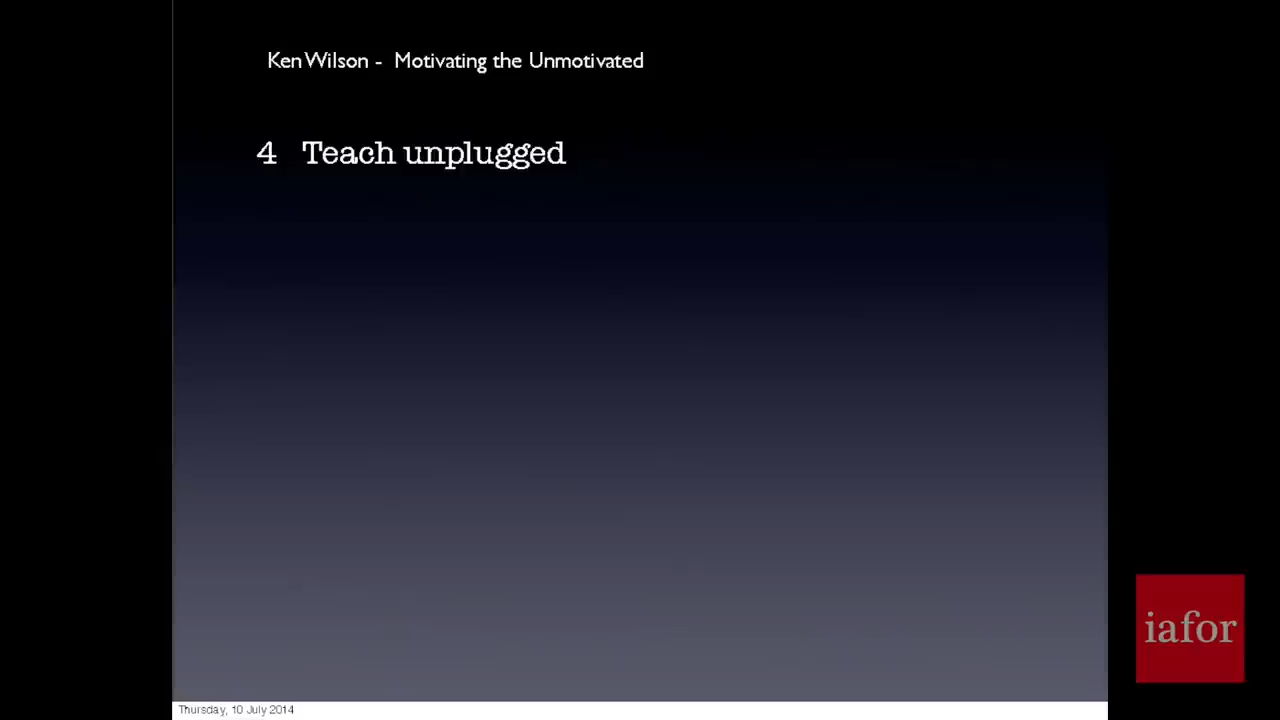 Ken Wilson - Motivating the Unmotivated
4 Teach unplugged
iafor
Thursday, 10 July 2014